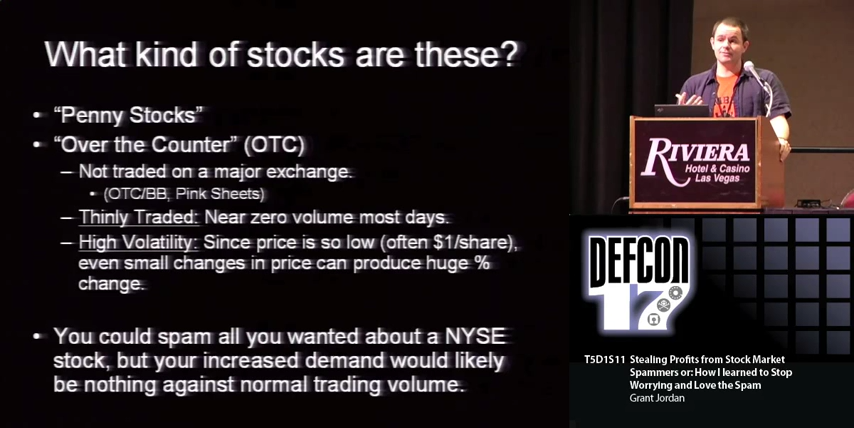 What kind of stocks are these?
• "Penny Stocks"
• "Over the Counter" (OTC)
– Not traded on a major exchange.
• (OTC/BB, Pink Sheets)
– Thinly Traded: Near zero volume most days.
– High Volatility: Since price is so low (often $1/share),
even small changes in price can produce huge %
change.
• You could spam all you wanted about a NYSE
stock, but your increased demand would likely
be nothing against normal trading volume.
RIVIERA
Hotel & Casino
Las Vegas
DEFCON
17
T5D1S11 Stealing Profits from Stock Market
Spammers or: How I learned to Stop
Worrying and Love the Spam
Grant Jordan